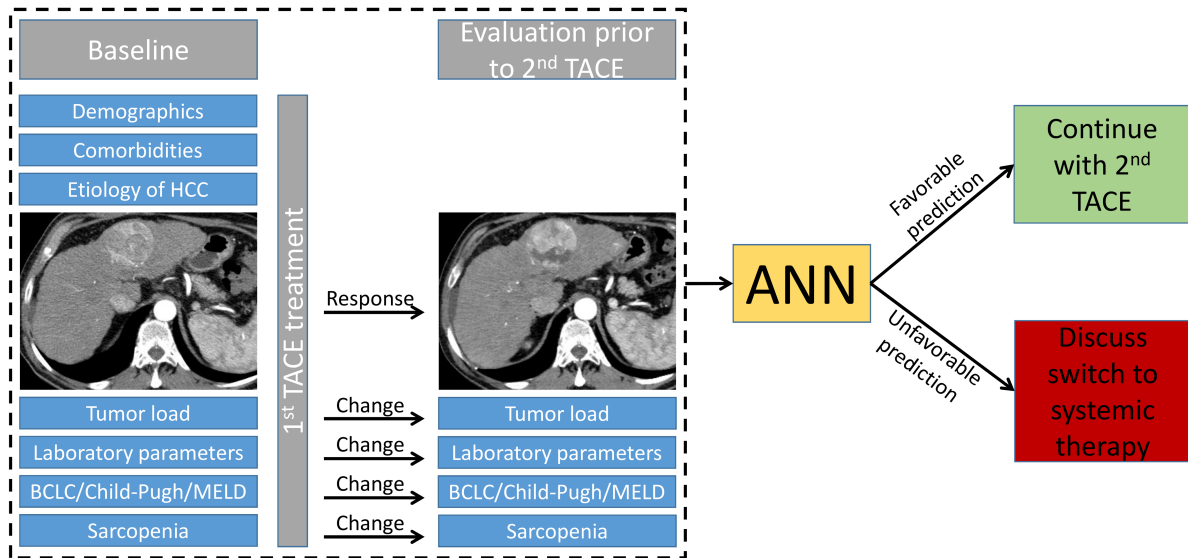 Baseline
Evaluation prior
to 2nd TACE
Demographics
Comorbidities
Etiology of HCC
1st TACE treatment
Response
Tumor load
Change
Tumor load
Laboratory parameters
Change
Laboratory parameters
BCLC/Child-Pugh/MELD
Change
BCLC/Child-Pugh/MELD
Sarcopenia
Change
Sarcopenia
ANN
Favorable
prediction
Continue
with 2nd
TACE
Unfavorable
prediction
Discuss
switch to
systemic
therapy